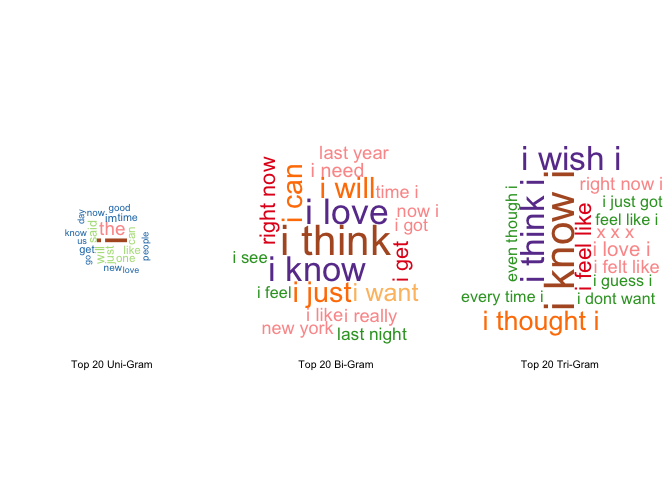 good
day
now
im
time
said
the
know
us
i
can
people
get
will
just
like
one
go
new
love
Top 20 Uni-Gram
last year
i need
right now
i can
i will
time i
i love
now i
i got
i think
i see
i know
i get
i feel
i just
i want
i like
i really
new york
last night
Top 20 Bi-Gram
i wish i
right now i
even though i
i think i
i know i
i feel like
i just got
feel like i
x x x
i love i
i felt like
i guess i
every time i
i dont want
i thought i
Top 20 Tri-Gram